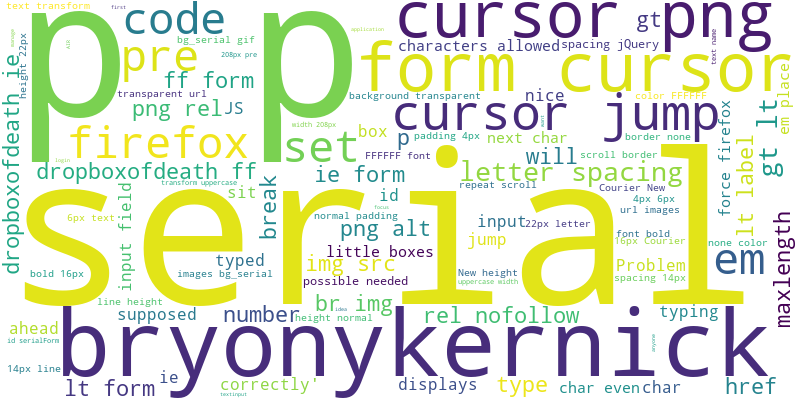 text transform
first
code
p
p
cursor png
gt
bg_serial gif
208px pre
application
characters allowed
spacing jQuery
text name
height 22px
pre
ff form
form cursor
transparent url
background transparent
nice
color FFFFFF
em place
dropboxofdeath ie
png rel
JS
cursor jump
width 208px
box
p
padding 4px
next char
border none
firefox
set
FFFFFF font
will
scroll border
force firefox
gt lt
lt label
dropboxofdeath ff
login
transform uppercase
ie form
letter spacing
repeat scroll
Courier New
sit
id
focus
4px 6px
url images
serial
input field
6px text
break
normal padding
png alt
input
22px letter
font bold
16px Courier
none color
jump
little boxes
typed
img src
bold 16px
images bg_serial
possible needed
New height
uppercase width
Problem
spacing 14px
em
maxlength
line height
br img
supposed
number
height normal
rel nofollow
idea
typing
ahead
id serialForm
bryonykernick
anyone
14px line
ie
lt form
correctly'
textinput
displays
type
char even
char
href